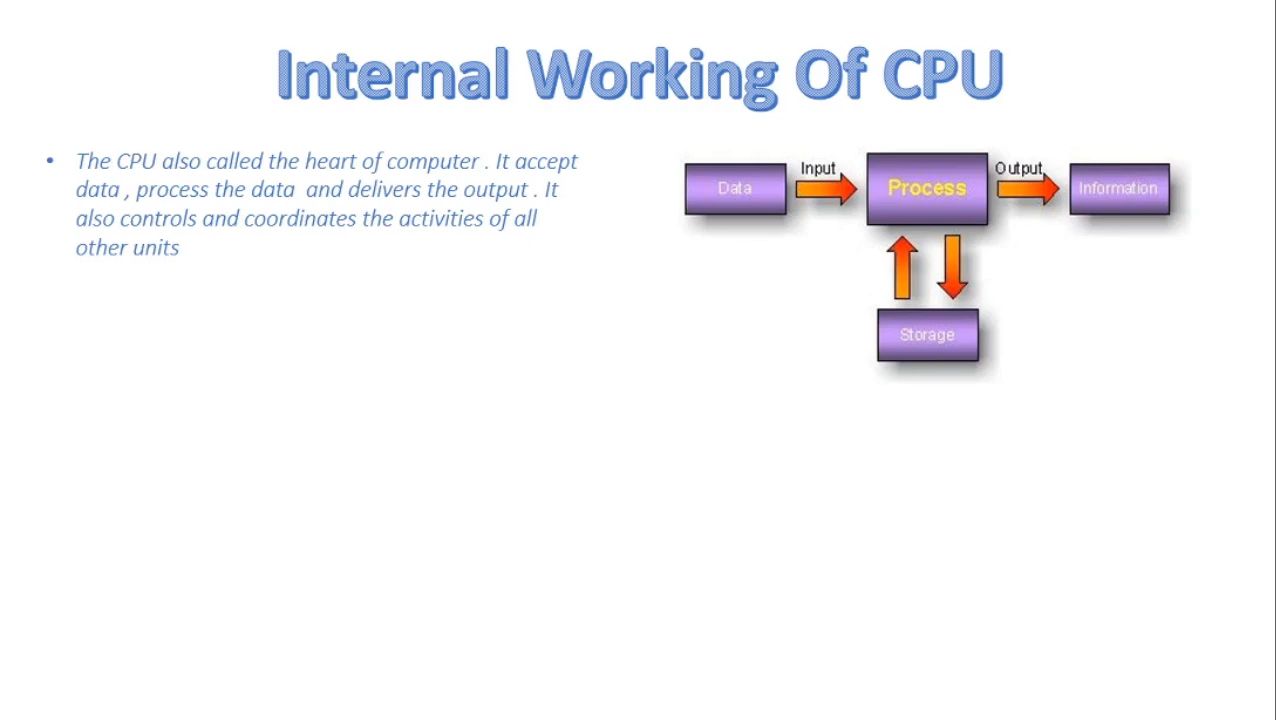 Internal Working Of CPU
• The CPU also called the heart of computer . It accept
data , process the data  and delivers the output . It
also controls and coordinates the activities of all
other units
Input
Output
Data
Process
Information
Storage